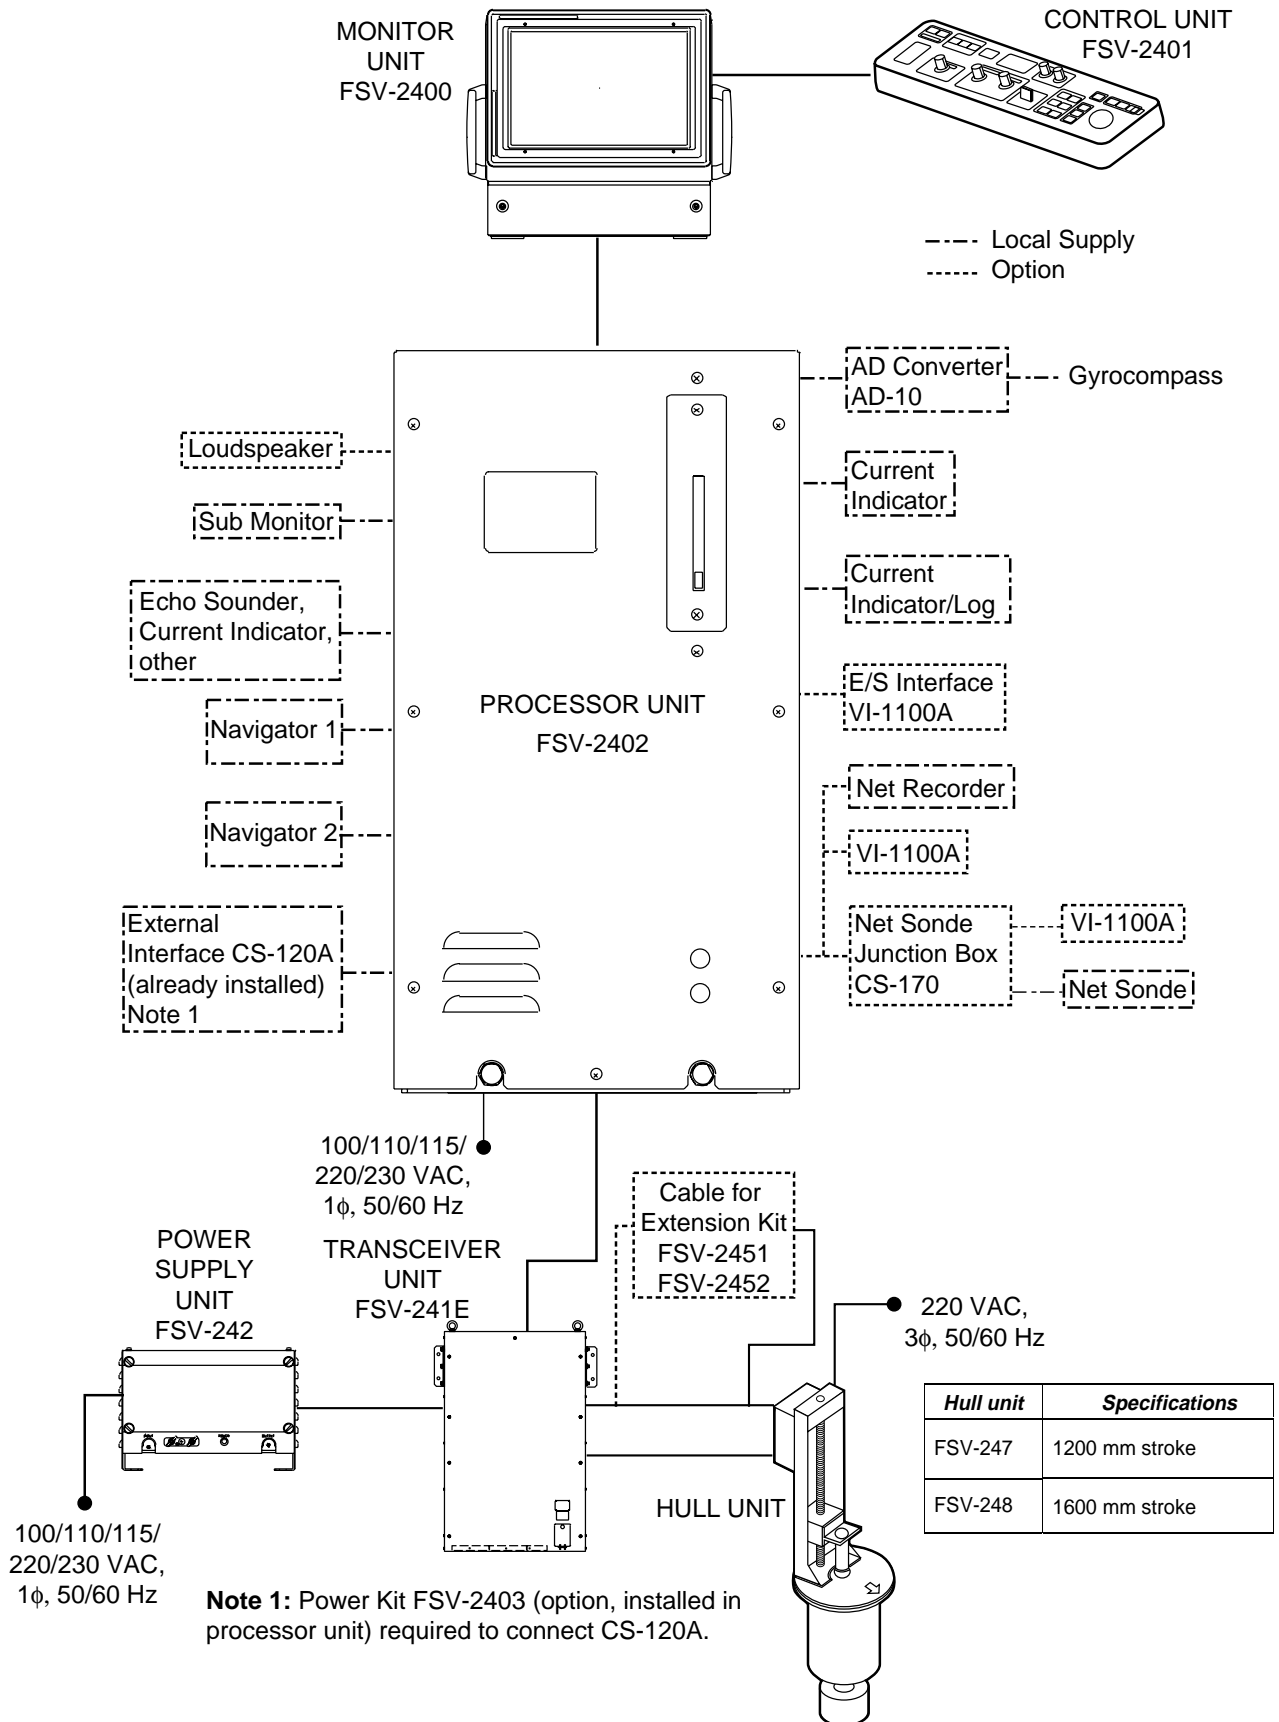 MONITOR
UNIT
FSV-2400
CONTROL UNIT
FSV-2401
Local Supply
Option
AD Converter
AD-10
Gyrocompass
Loudspeaker
Current
Indicator
Sub Monitor
Echo Sounder,
Current Indicator,
other
Current
Indicator/Log
E/S Interface
VI-1100A
PROCESSOR UNIT
FSV-2402
Navigator 1
Net Recorder
Navigator 2
VI-1100A
External
Interface CS-120A
(already installed)
Note 1
Net Sonde
Junction Box
CS-170
VI-1100A
Net Sonde
100/110/115/
220/230 VAC,
1ϕ, 50/60 Hz
Cable for
Extension Kit
FSV-2451
FSV-2452
POWER
SUPPLY
UNIT
FSV-242
TRANSCEIVER
UNIT
FSV-241E
220 VAC,
3ϕ, 50/60 Hz
Hull unit Specifications
FSV-247 1200 mm stroke
FSV-248 1600 mm stroke
HULL UNIT
100/110/115/
220/230 VAC,
1ϕ, 50/60 Hz
Note 1: Power Kit FSV-2403 (option, installed in
processor unit) required to connect CS-120A.